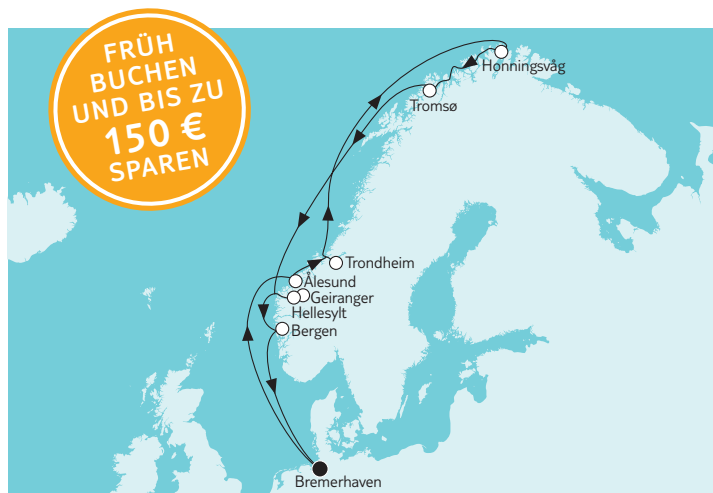 FRÜH
BUCHEN
UND BIS ZU
150 €
SPAREN
Honningsvåg
Tromsø
Trondheim
Ålesund
Geiranger
Hellesylt
Bergen
Bremerhaven